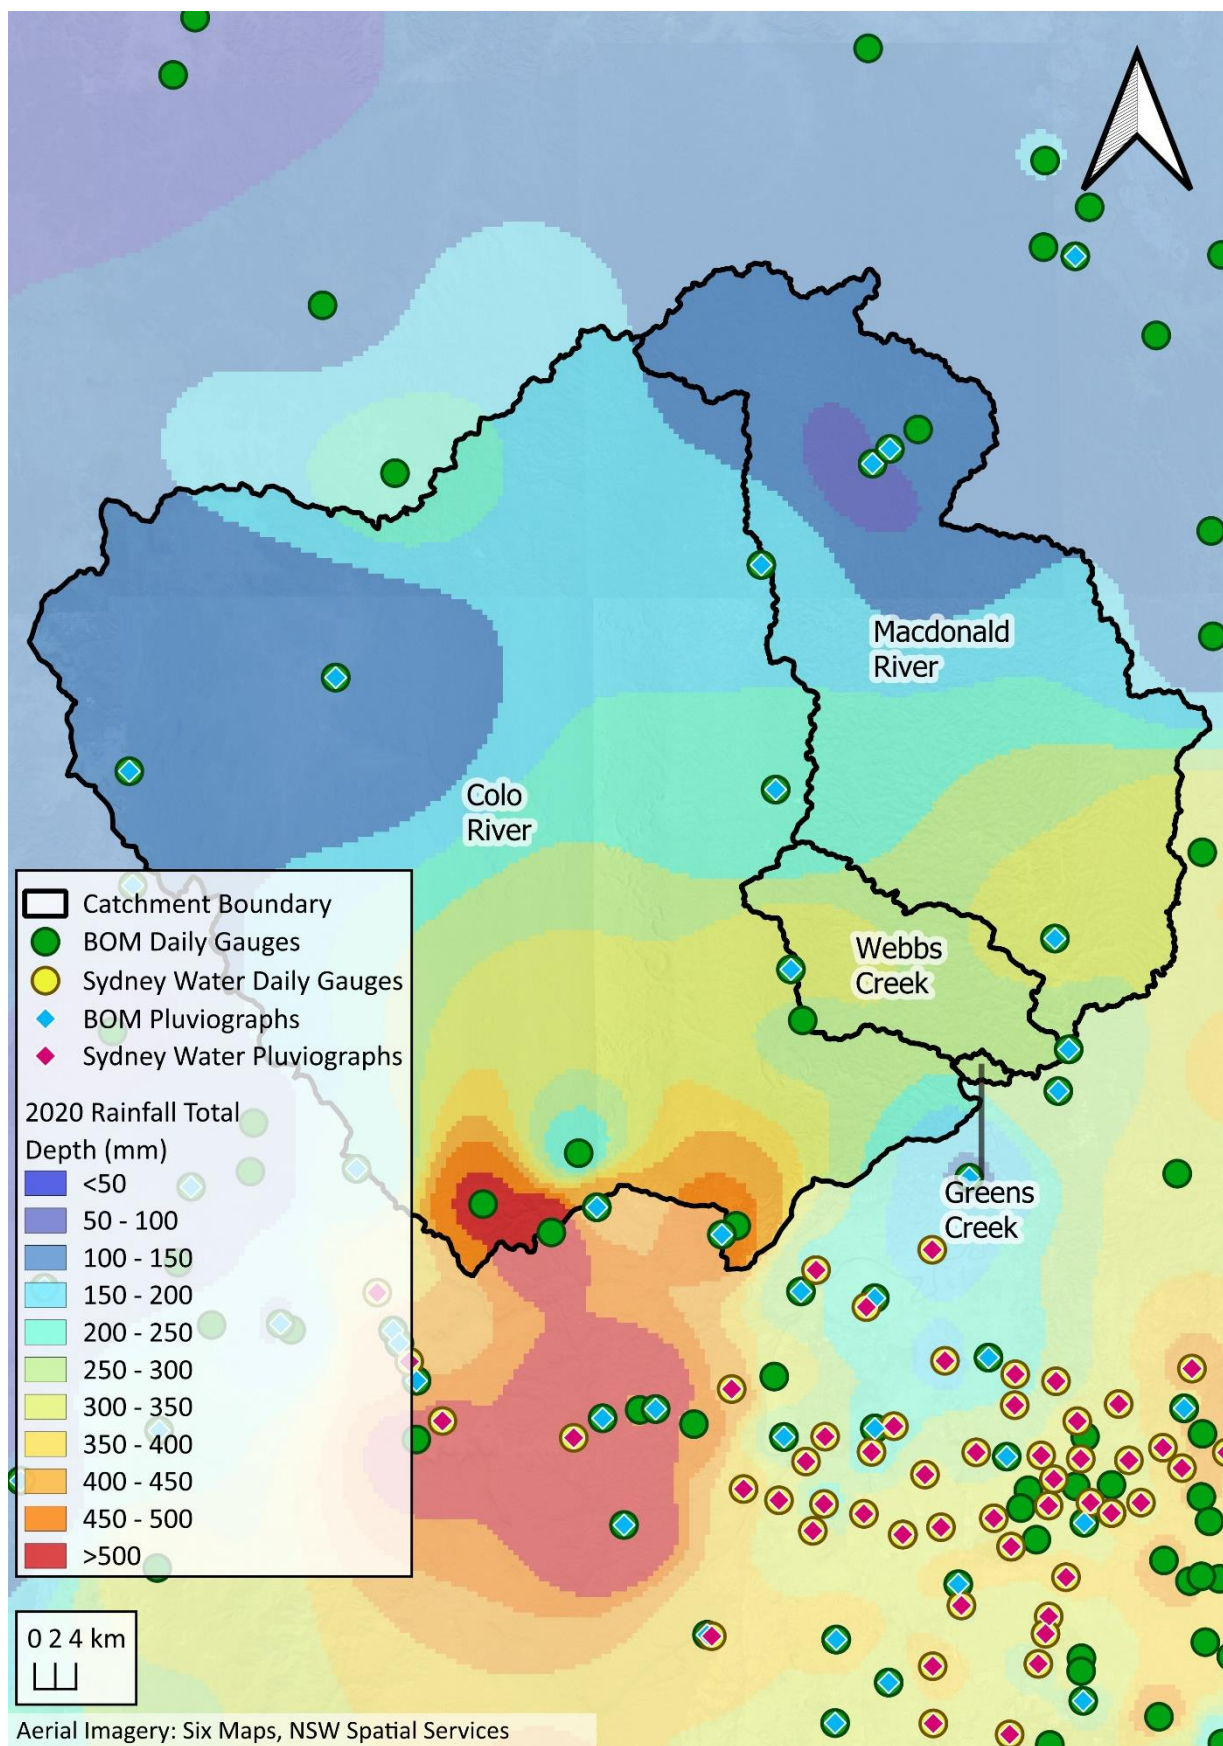 Macdonald
River
Colo
River
Webbs
Creek
Greens
Creek
Catchment Boundary
BOM Daily Gauges
Sydney Water Daily Gauges
BOM Pluviographs
Sydney Water Pluviographs
2020 Rainfall Total
Depth (mm)
<50
50 - 100
100 - 150
150 - 200
200 - 250
250 - 300
300 - 350
350 - 400
400 - 450
450 - 500
>500
0 2 4 km
Aerial Imagery: Six Maps, NSW Spatial Services